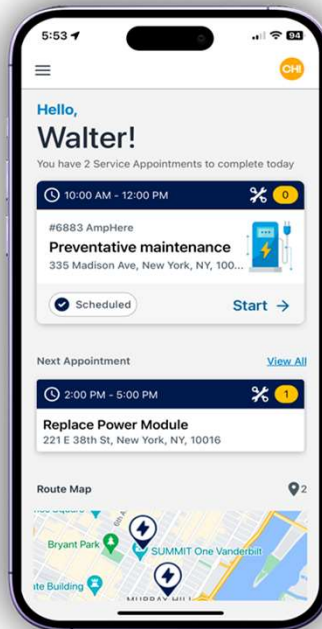 5:53
94
CHI
Hello,
Walter!
You have 2 Service Appointments to complete today
10:00 AM - 12:00 PM
0
#6883 AmpHere
Preventative maintenance
335 Madison Ave, New York, NY, 100...
Scheduled
Start →
Next Appointment
View All
2:00 PM - 5:00 PM
1
Replace Power Module
221 E 38th St, New York, NY, 10016
Route Map
2
6th A
Bryant Park
SUMMIT One Vanderbilt
te Building
MURRAY HILL